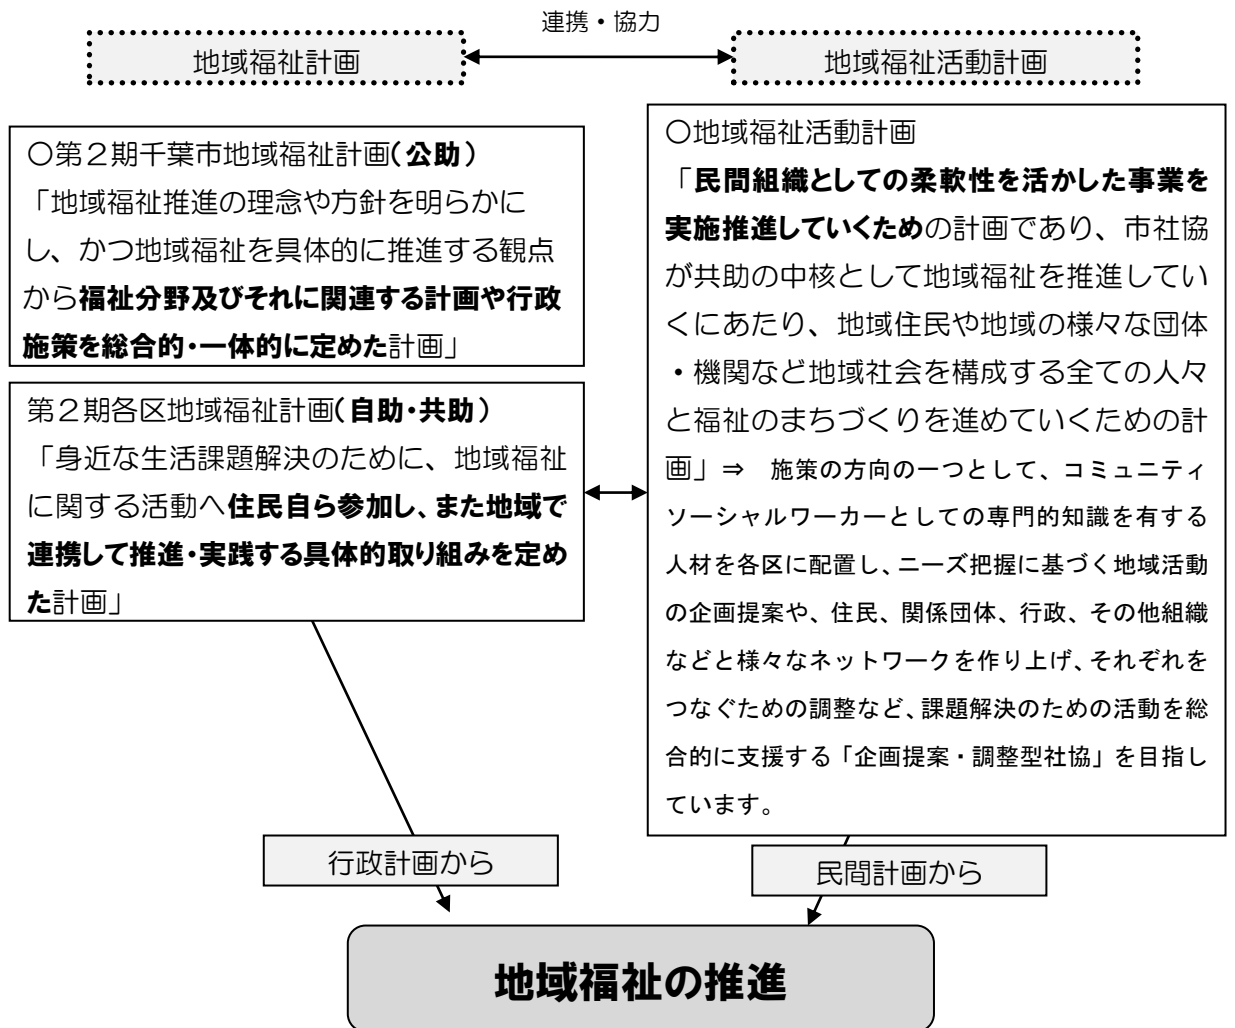 連携・協力
地域福祉計画
地域福祉活動計画
〇第２期千葉市地域福祉計画(公助)
「地域福祉推進の理念や方針を明らかに
し、かつ地域福祉を具体的に推進する観点
から福祉分野及びそれに関連する計画や行政
施策を総合的・一体的に定めた計画」
第２期各区地域福祉計画(自助・共助)
「身近な生活課題解決のために、地域福祉
に関する活動へ住民自ら参加し、また地域で
連携して推進・実践する具体的取り組みを定め
た計画」
〇地域福祉活動計画
「民間組織としての柔軟性を活かした事業を
実施推進していくための計画であり、市社協
が共助の中核として地域福祉を推進してい
くにあたり、地域住民や地域の様々な団体
・機関など地域社会を構成する全ての人々
と福祉のまちづくりを進めていくための計
画」⇒　施策の方向の一つとして、コミュニティ
ソーシャルワーカーとしての専門的知識を有する
人材を各区に配置し、ニーズ把握に基づく地域活動
の企画提案や、住民、関係団体、行政、その他組織
などと様々なネットワークを作り上げ、それぞれを
つなぐための調整など、課題解決のための活動を総
合的に支援する「企画提案・調整型社協」を目指し
ています。
行政計画から
民間計画から
地域福祉の推進